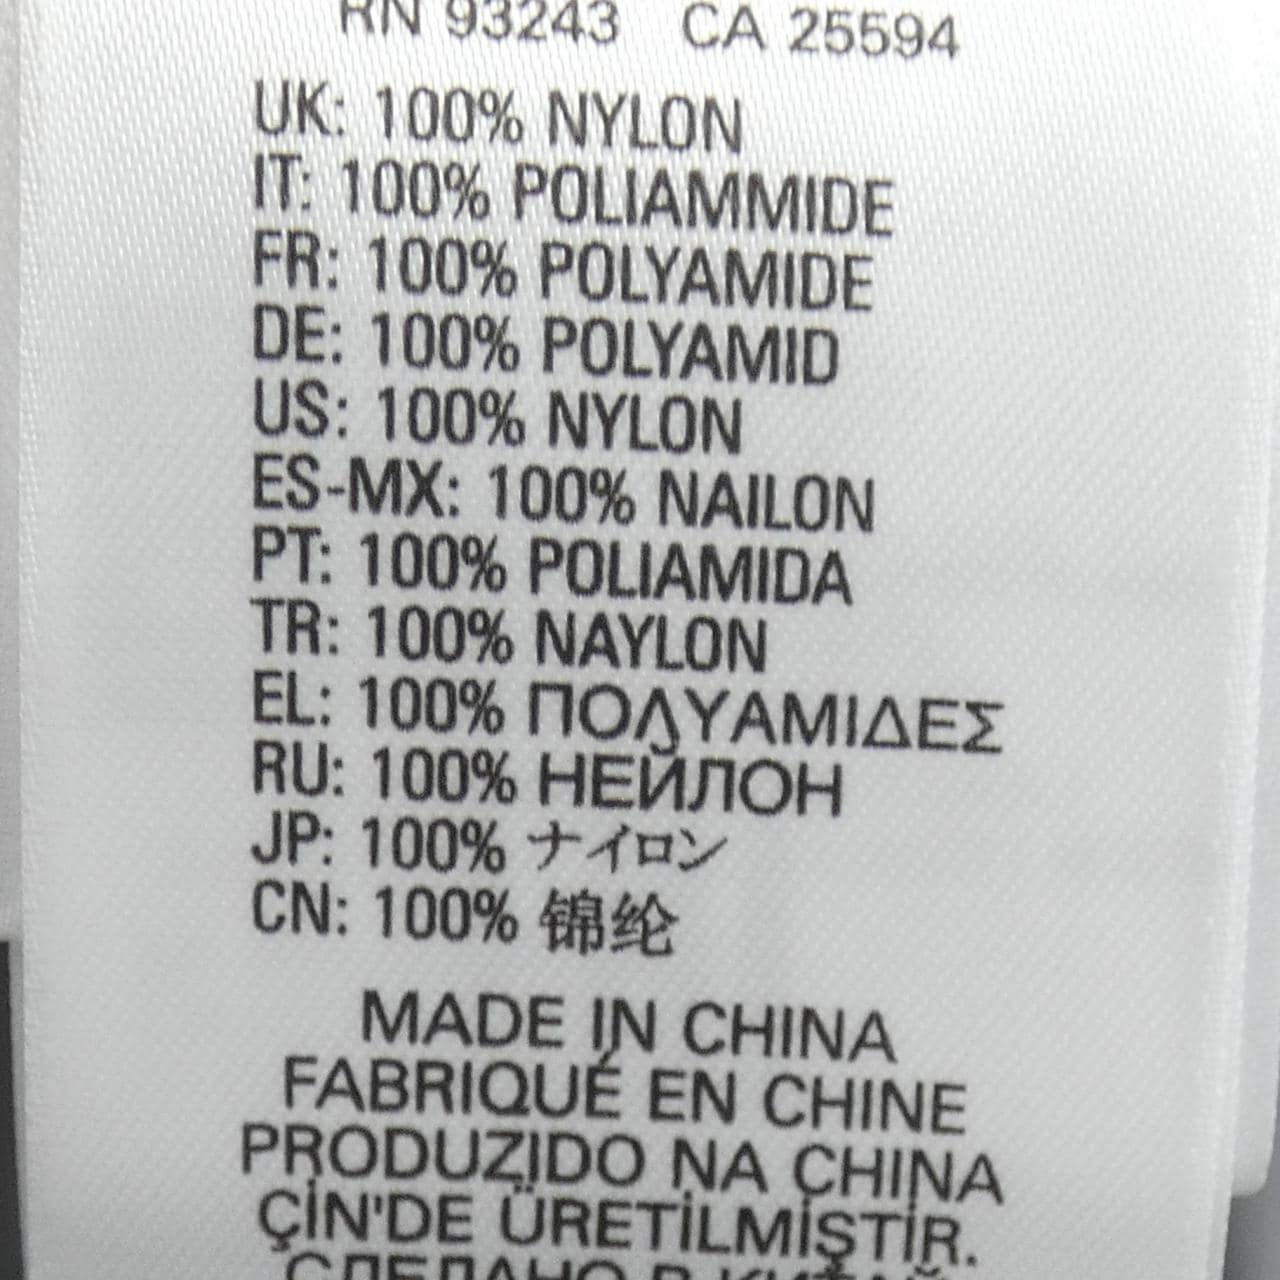 RN 93243 CA 25594
UK: 100% NYLON
IT: 100% POLIAMMIDE
FR: 100% POLYAMIDE
DE: 100% POLYAMID
US: 100% NYLON
ES-MX: 100% NAILON
PT: 100% POLIAMIDA
TR: 100% NAYLON
EL: 100% ΠΟΛΥΑΜΙΔΕΣ
RU: 100% НЕЙЛОН
JP: 100% ナイロン
CN: 100% 锦纶
MADE IN CHINA
FABRIQUÉ EN CHINE
PRODUZIDO NA CHINA
ÇİN'DE ÜRETİLMİŞTİR.
СДЕЛАНО В КИТАЙ